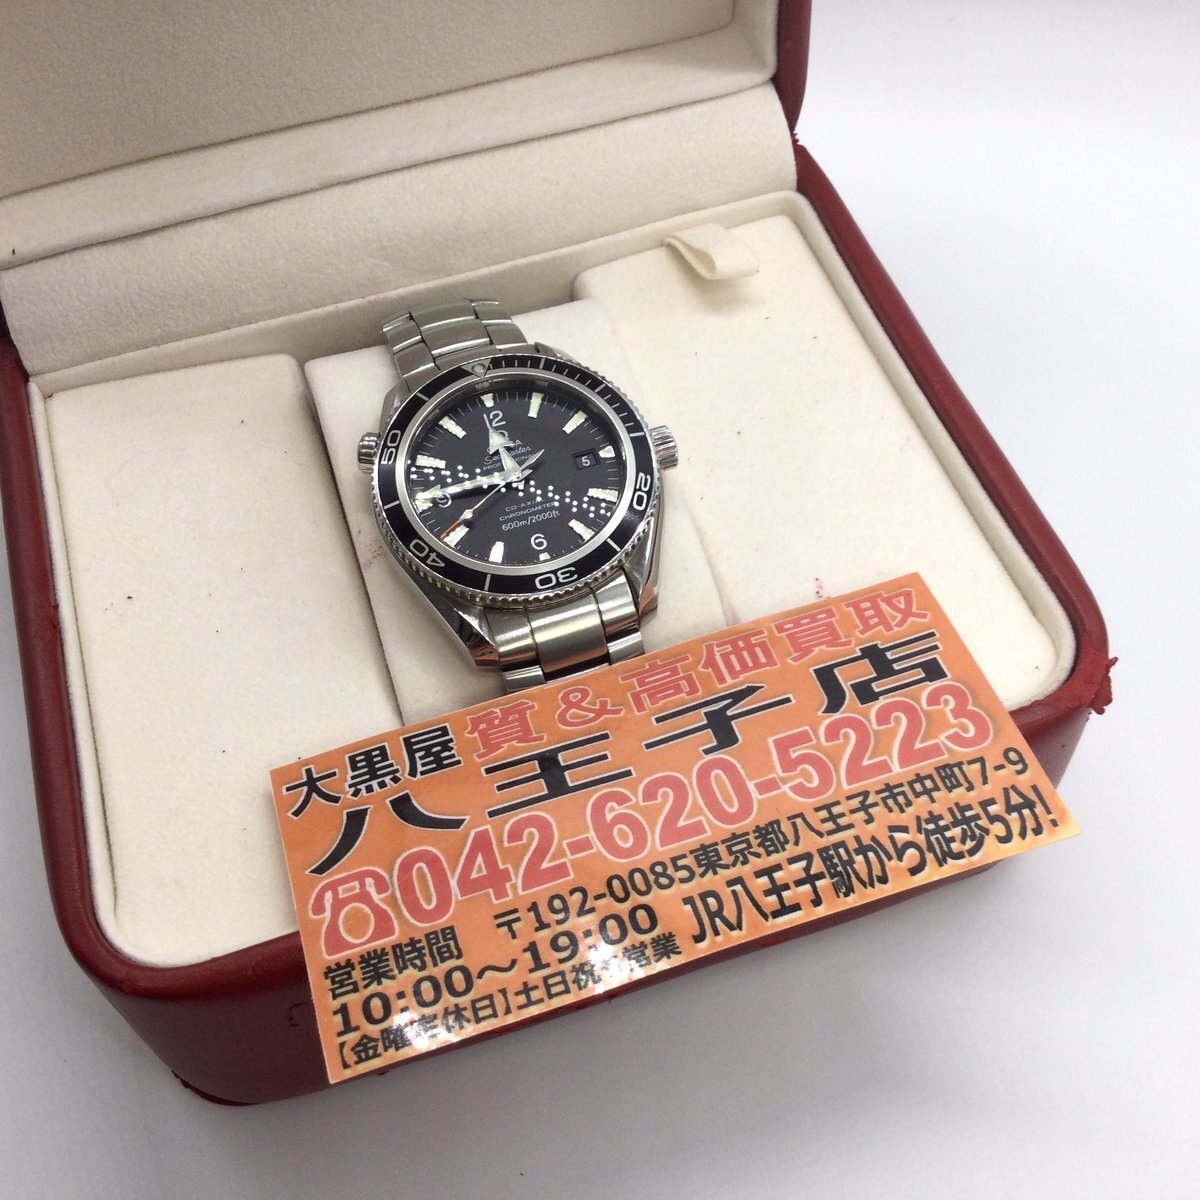 12
OMEGA
Seamaster
PROFESSIONAL
5
CO-AXIAL
CHRONOMETER
600m/2000ft
9
6
50
20
40
30
大黒屋 質&高価買取
八王子店
☎042-620-5223
〒192-0085東京都八王子市中町7-9
営業時間
10:00～19:00 JR八王子駅から徒歩5分!
【金曜定休日】土日祝も営業